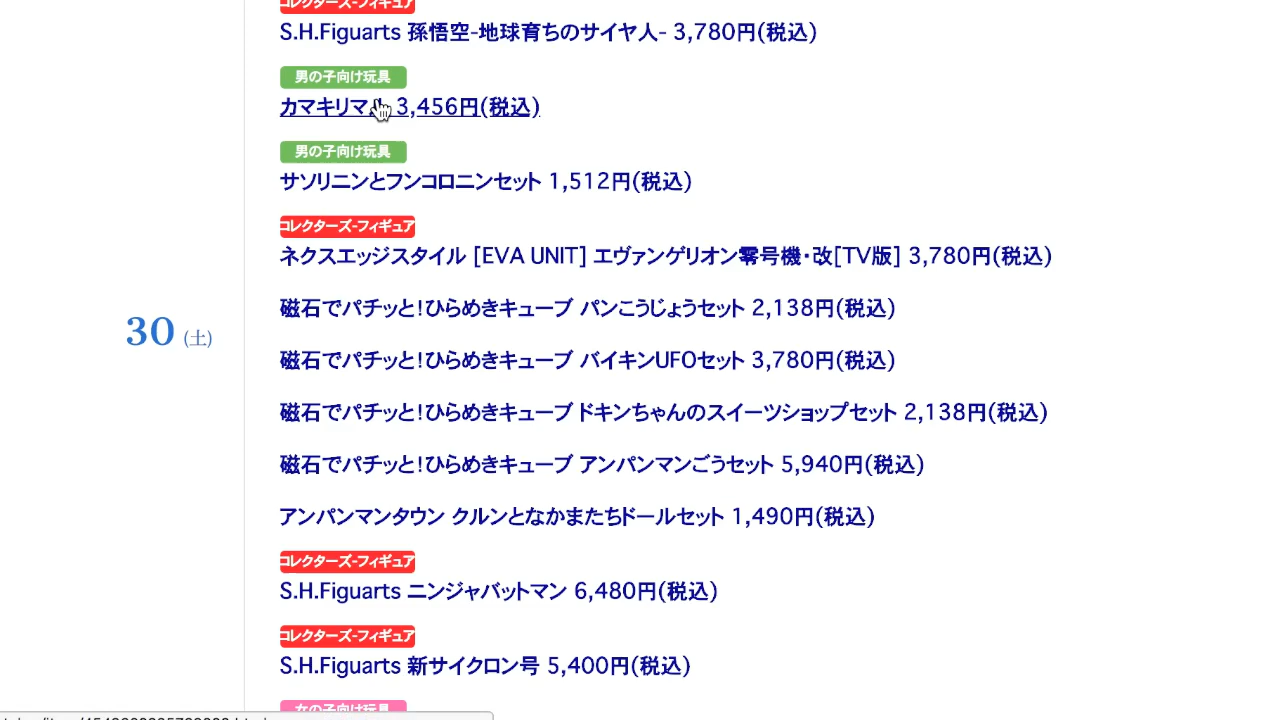 コレクターズ-フィギュア
S.H.Figuarts 孫悟空-地球育ちのサイヤ人- 3,780円(税込)
男の子向け玩具
カマキリマ 3,456円(税込)
男の子向け玩具
サソリニンとフンコロニンセット 1,512円(税込)
コレクターズ-フィギュア
ネクスエッジスタイル [EVA UNIT] エヴァンゲリオン零号機・改[TV版] 3,780円(税込)
磁石でパチッと!ひらめきキューブ パンこうじょうセット 2,138円(税込)
30 (土)
磁石でパチッと!ひらめきキューブ バイキンUFOセット 3,780円(税込)
磁石でパチッと!ひらめきキューブ ドキンちゃんのスイーツショップセット 2,138円(税込)
磁石でパチッと!ひらめきキューブ アンパンマンごうセット 5,940円(税込)
アンパンマンタウン クルンとなかまたちドールセット 1,490円(税込)
コレクターズ-フィギュア
S.H.Figuarts ニンジャバットマン 6,480円(税込)
コレクターズ-フィギュア
S.H.Figuarts 新サイクロン号 5,400円(税込)
女の子向け玩具